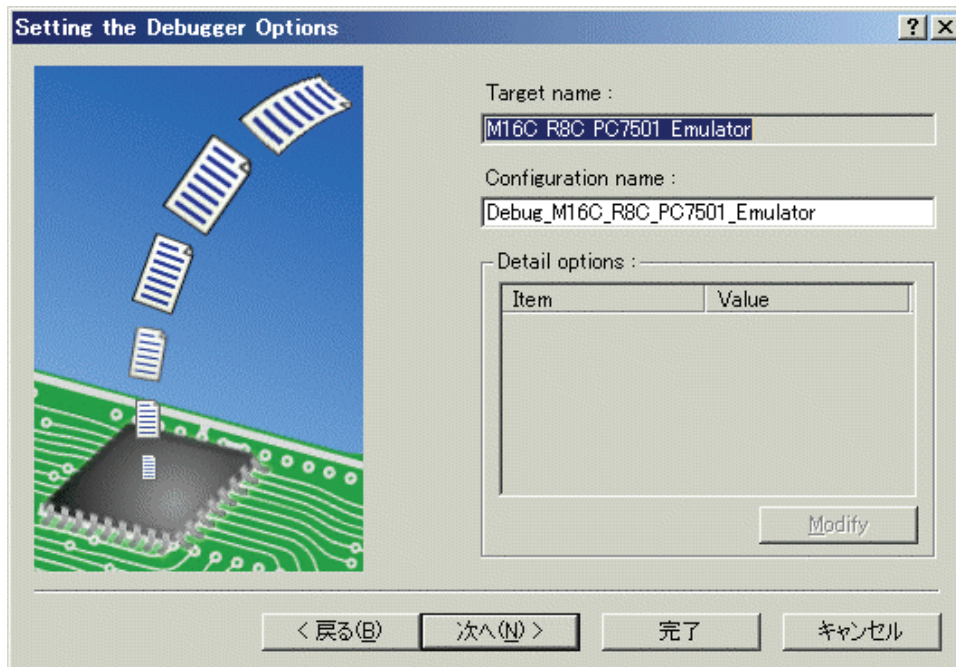 Setting the Debugger Options
Target name :
M16C R8C PC7501 Emulator
Configuration name :
Debug_M16C_R8C_PC7501_Emulator
Detail options :
Item Value
Modify
< 戻る(B) 次へ(N) > 完了 キャンセル